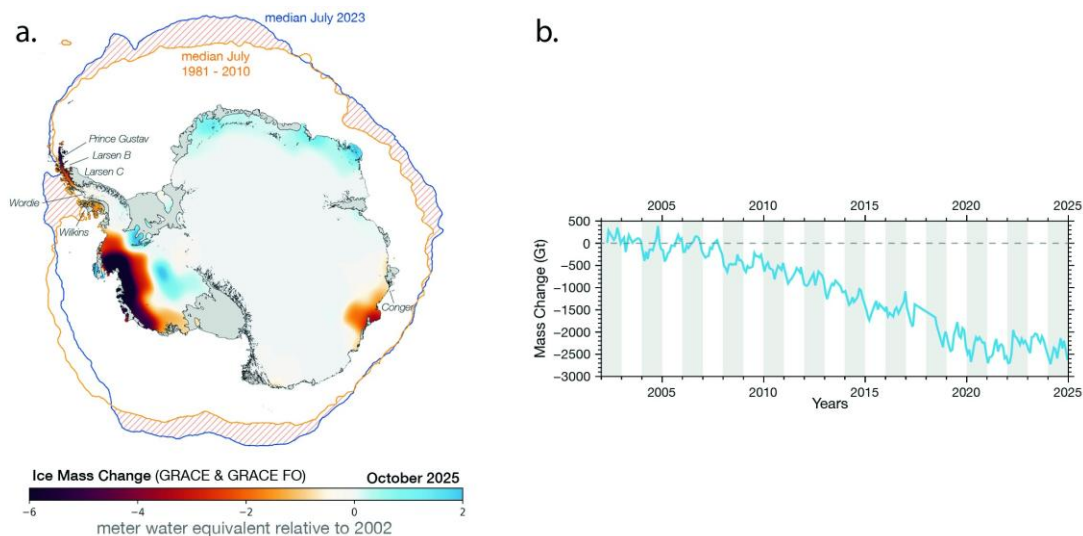 a.
median July 2023
median July
1981 - 2010
Prince Gustav
Larsen B
Larsen C
Wordie
Wilkins
Conger
Ice Mass Change (GRACE & GRACE FO)
October 2025
-6 -4 -2 0 2
meter water equivalent relative to 2002
b.
2005 2010 2015 2020 2025
500
0
−500
−1000
−1500
−2000
−2500
−3000
Mass Change (Gt)
2005 2010 2015 2020 2025
Years